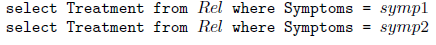 select Treatment from Rel where Symptoms = symp1
select Treatment from Rel where Symptoms = symp2